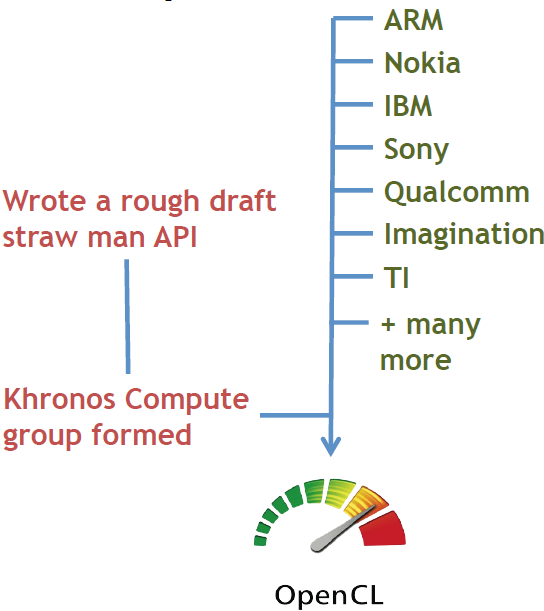 ARM
Nokia
IBM
Sony
Qualcomm
Imagination
TI
+ many
more
Wrote a rough draft
straw man API
Khronos Compute
group formed
OpenCL